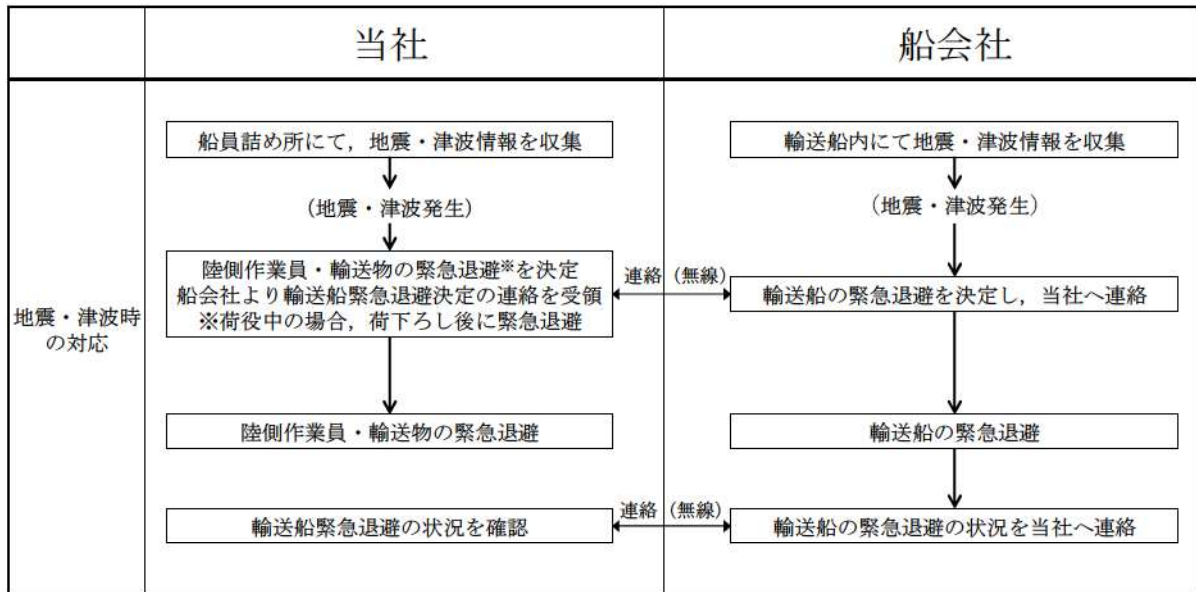 当社
船会社
地震・津波時
の対応
船員詰め所にて，地震・津波情報を収集
（地震・津波発生）
陸側作業員・輸送物の緊急退避※を決定
船会社より輸送船緊急退避決定の連絡を受領
※荷役中の場合，荷下ろし後に緊急退避
陸側作業員・輸送物の緊急退避
輸送船緊急退避の状況を確認
連絡（無線）
連絡（無線）
輸送船内にて地震・津波情報を収集
（地震・津波発生）
輸送船の緊急退避を決定し，当社へ連絡
輸送船の緊急退避
輸送船の緊急退避の状況を当社へ連絡